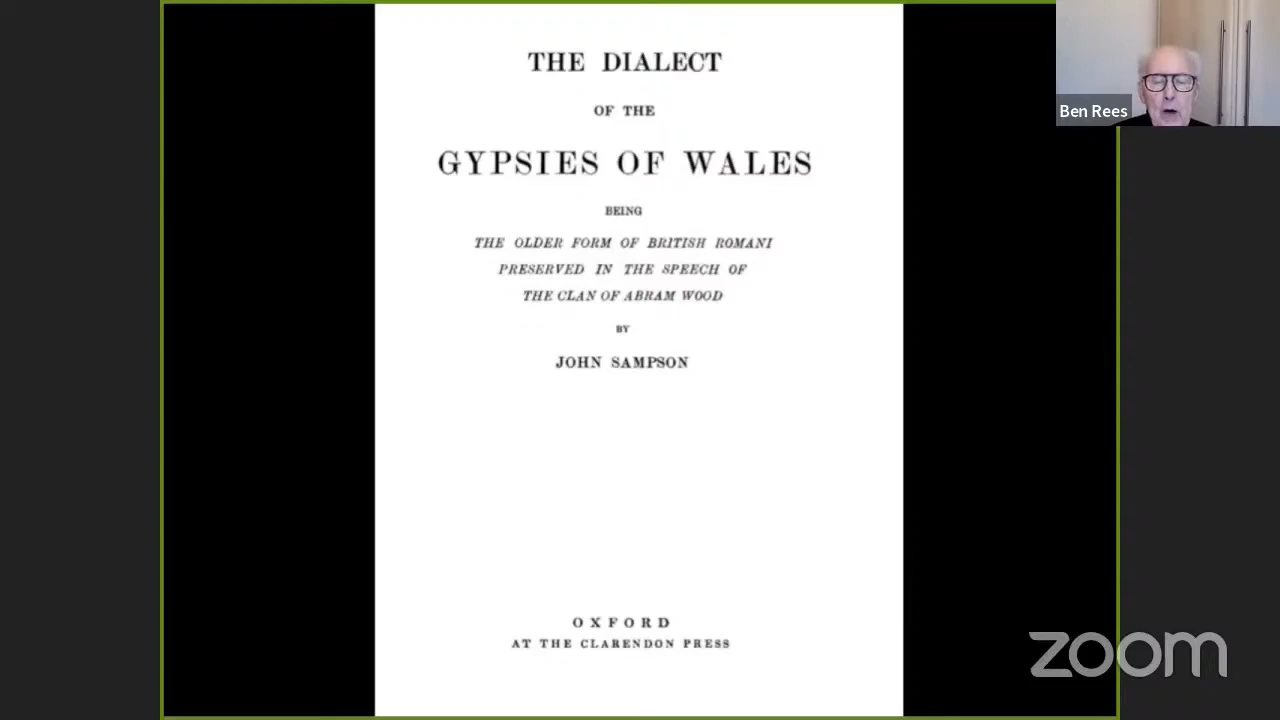 THE DIALECT
OF THE
GYPSIES OF WALES
BEING
THE OLDER FORM OF BRITISH ROMANI
PRESERVED IN THE SPEECH OF
THE CLAN OF ABRAM WOOD
BY
JOHN SAMPSON
OXFORD
AT THE CLARENDON PRESS
Ben Rees
zoom